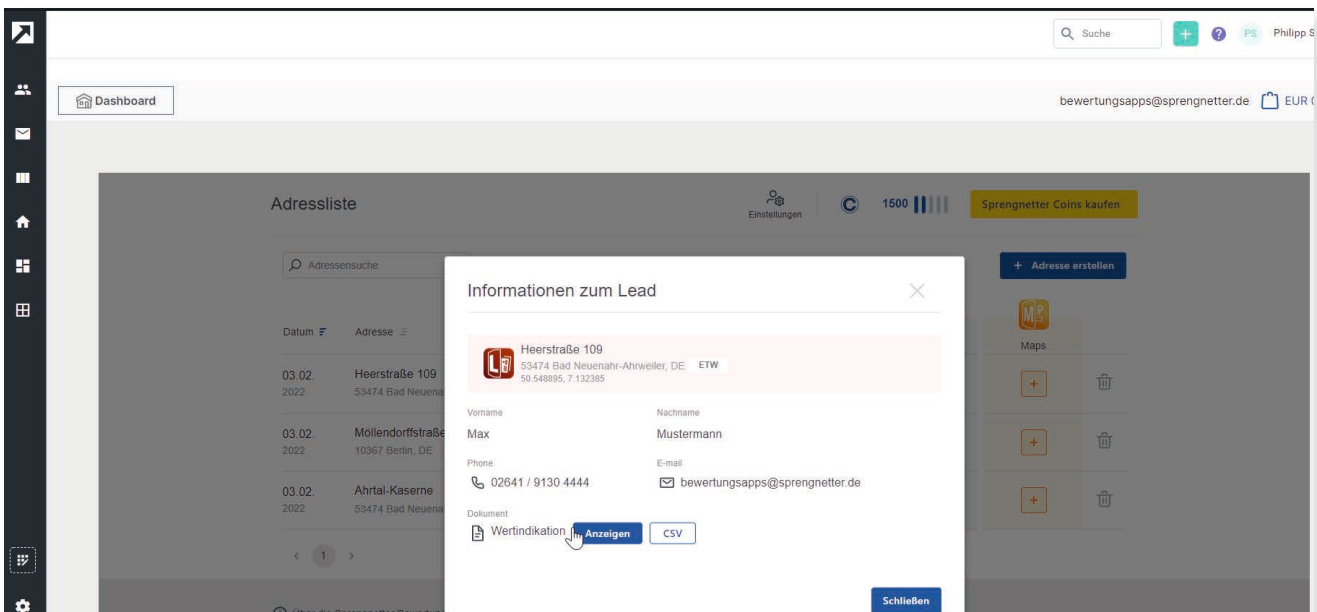 Suche
PS Philipp S
Dashboard
bewertungsapps@sprengnetter.de EUR 0
Adressliste
Einstellungen
C 1500
Sprengnetter Coins kaufen
Adressensuche
+ Adresse erstellen
Datum Adresse
Maps
03.02. Heerstraße 109
2022 53474 Bad Neuena
03.02. Möllendorffstraße
2022 10367 Berlin, DE
03.02. Ahrtal-Kaserne
2022 53474 Bad Neuena
< 1 >
Informationen zum Lead
Heerstraße 109
53474 Bad Neuenahr-Ahrweiler, DE ETW
50.548895, 7.132385
Vorname Nachname
Max Mustermann
Phone E-mail
02641 / 9130 4444 bewertungsapps@sprengnetter.de
Dokument
Wertindikation Anzeigen CSV
Schließen
Über die Sprengnetter